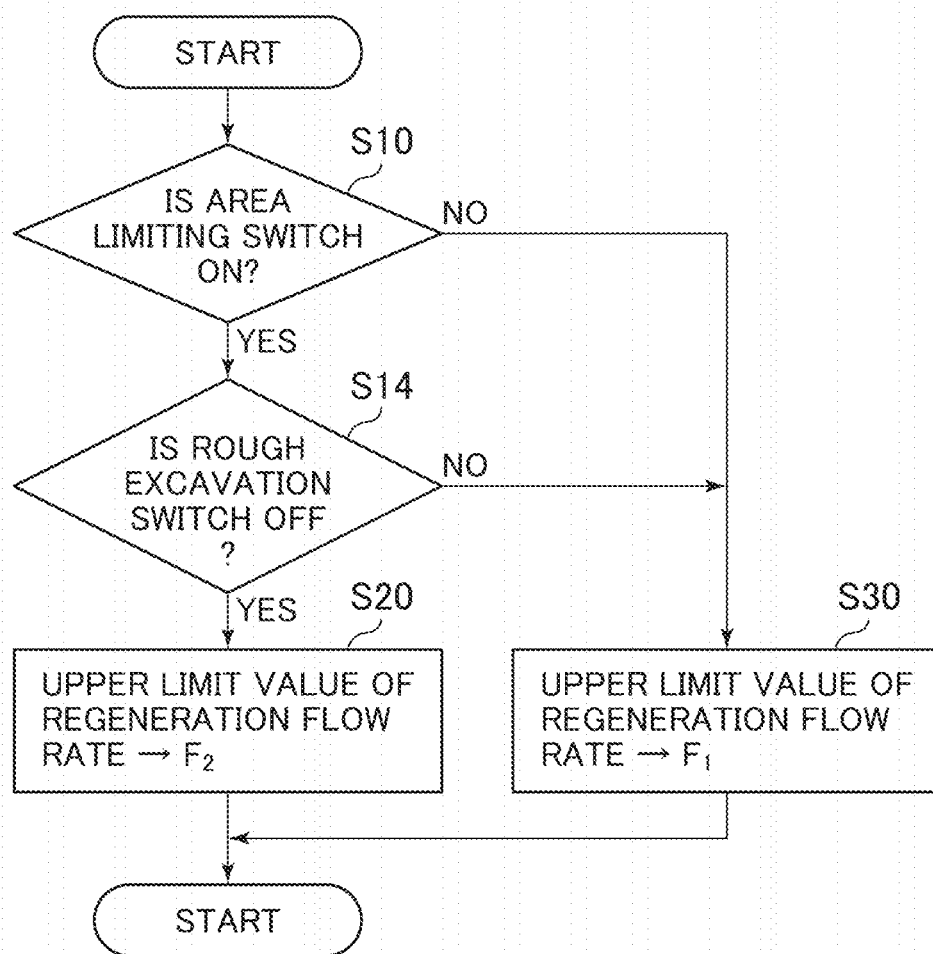 START
S10
IS AREA
LIMITING SWITCH
ON?
NO
YES
S14
IS ROUGH
EXCAVATION
SWITCH OFF
?
NO
YES
S20
UPPER LIMIT VALUE OF
REGENERATION FLOW
RATE → F₂
S30
UPPER LIMIT VALUE OF
REGENERATION FLOW
RATE → F₁
START